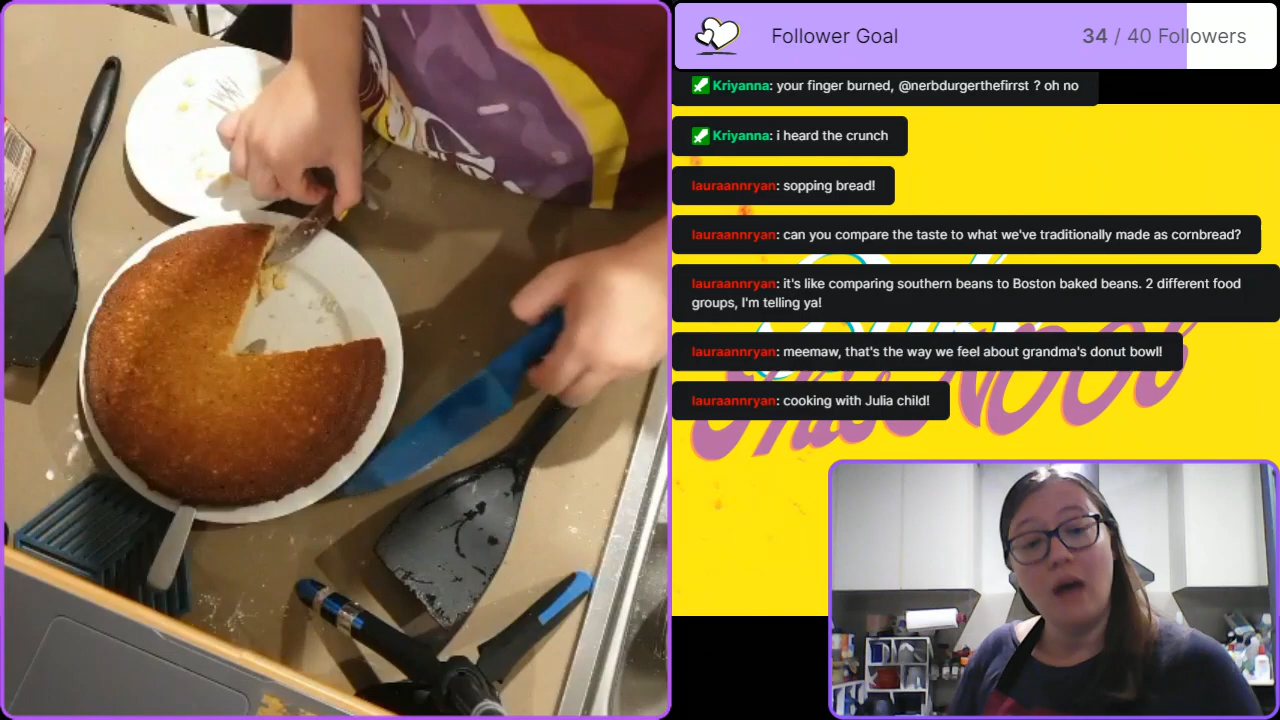 Follower Goal
34 / 40 Followers
Kriyanna: your finger burned, @nerbdurgerthefirrst ? oh no
Kriyanna: i heard the crunch
lauraannryan: sopping bread!
lauraannryan: can you compare the taste to what we've traditionally made as cornbread?
lauraannryan: it's like comparing southern beans to Boston baked beans. 2 different food
groups, I'm telling ya!
lauraannryan: meemaw, that's the way we feel about grandma's donut bowl!
lauraannryan: cooking with Julia child!
this Noob